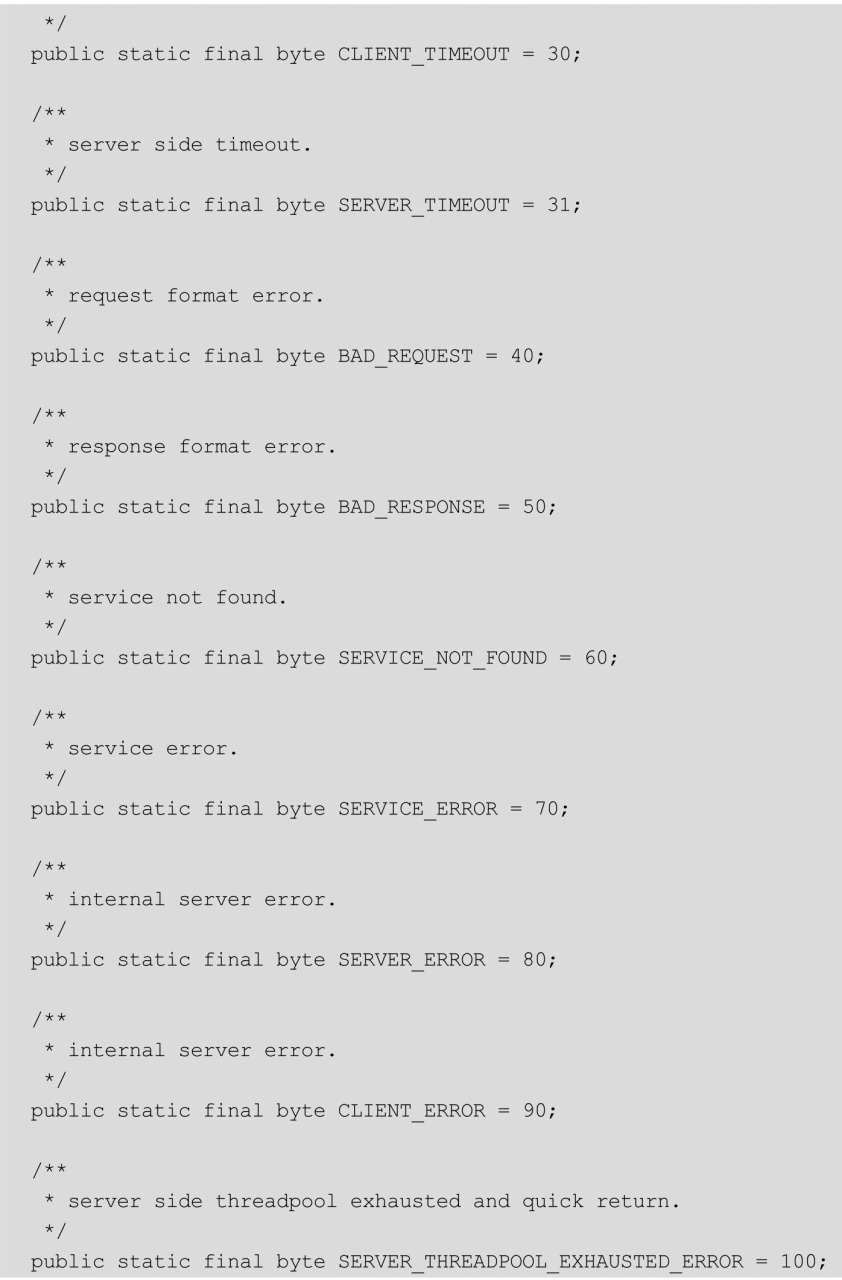 */
public static final byte CLIENT_TIMEOUT = 30;

/**
 * server side timeout.
 */
public static final byte SERVER_TIMEOUT = 31;

/**
 * request format error.
 */
public static final byte BAD_REQUEST = 40;

/**
 * response format error.
 */
public static final byte BAD_RESPONSE = 50;

/**
 * service not found.
 */
public static final byte SERVICE_NOT_FOUND = 60;

/**
 * service error.
 */
public static final byte SERVICE_ERROR = 70;

/**
 * internal server error.
 */
public static final byte SERVER_ERROR = 80;

/**
 * internal server error.
 */
public static final byte CLIENT_ERROR = 90;

/**
 * server side threadpool exhausted and quick return.
 */
public static final byte SERVER_THREADPOOL_EXHAUSTED_ERROR = 100;